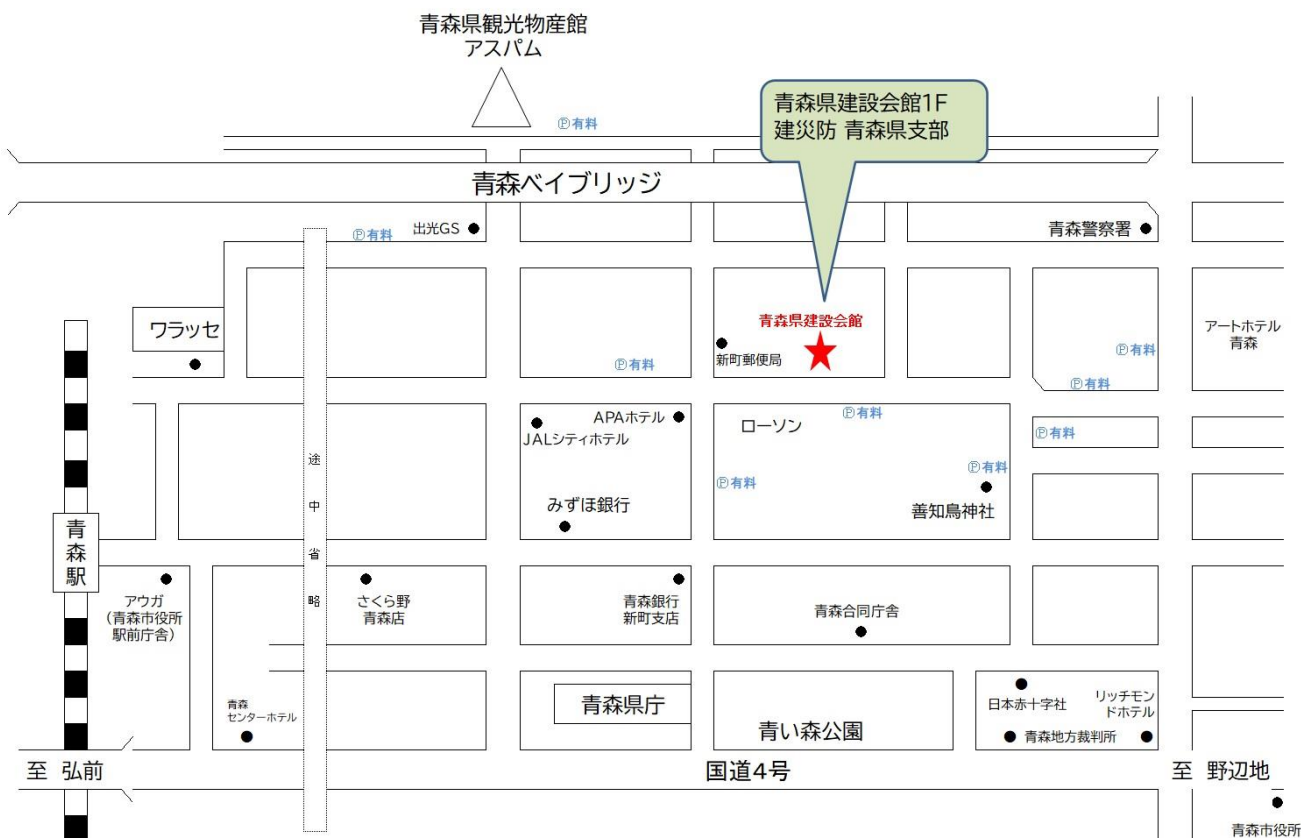 青森県観光物産館
アスパム
青森県建設会館1F
建災防 青森県支部
Ⓟ有料
青森ベイブリッジ
Ⓟ有料
出光GS
青森警察署
ワラッセ
青森県建設会館
新町郵便局
アートホテル
青森
Ⓟ有料
Ⓟ有料
Ⓟ有料
JALシティホテル
APAホテル
ローソン
Ⓟ有料
Ⓟ有料
途中省略
Ⓟ有料
Ⓟ有料
みずほ銀行
善知鳥神社
青森駅
アウガ
(青森市役所
駅前庁舎)
さくら野
青森店
青森銀行
新町支店
青森合同庁舎
青森
センターホテル
青森県庁
青い森公園
日本赤十字社
リッチモン
ドホテル
青森地方裁判所
至 弘前
国道4号
至 野辺地
青森市役所